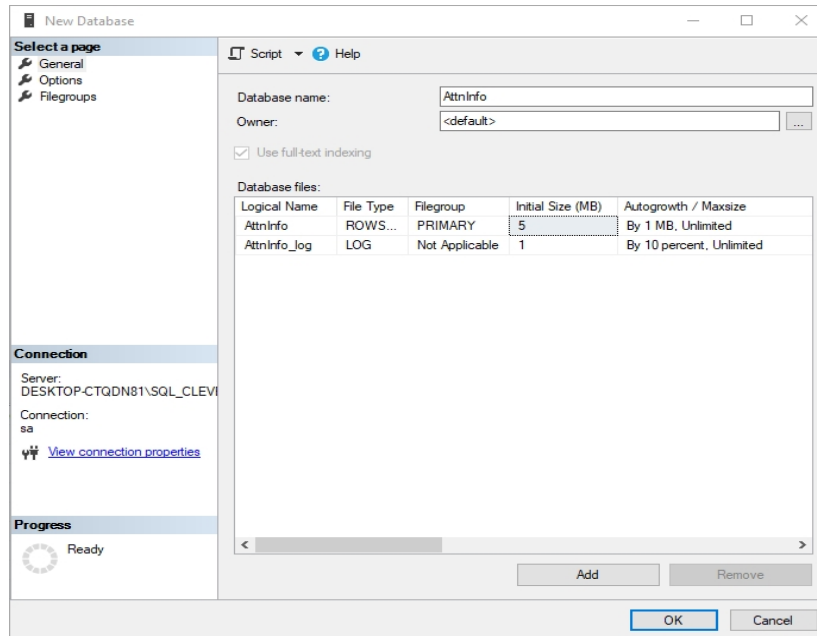 New Database
Select a page
General
Options
Filegroups
Script
Help
Database name:
AttnInfo
Owner:
<default>
...
Use full-text indexing
Database files:
Logical Name File Type Filegroup Initial Size (MB) Autogrowth / Maxsize
AttnInfo ROWS... PRIMARY 5 By 1 MB, Unlimited
AttnInfo_log LOG Not Applicable 1 By 10 percent, Unlimited
Connection
Server:
DESKTOP-CTQDN81\SQL_CLEVE
Connection:
sa
View connection properties
Progress
Ready
Add
Remove
OK
Cancel